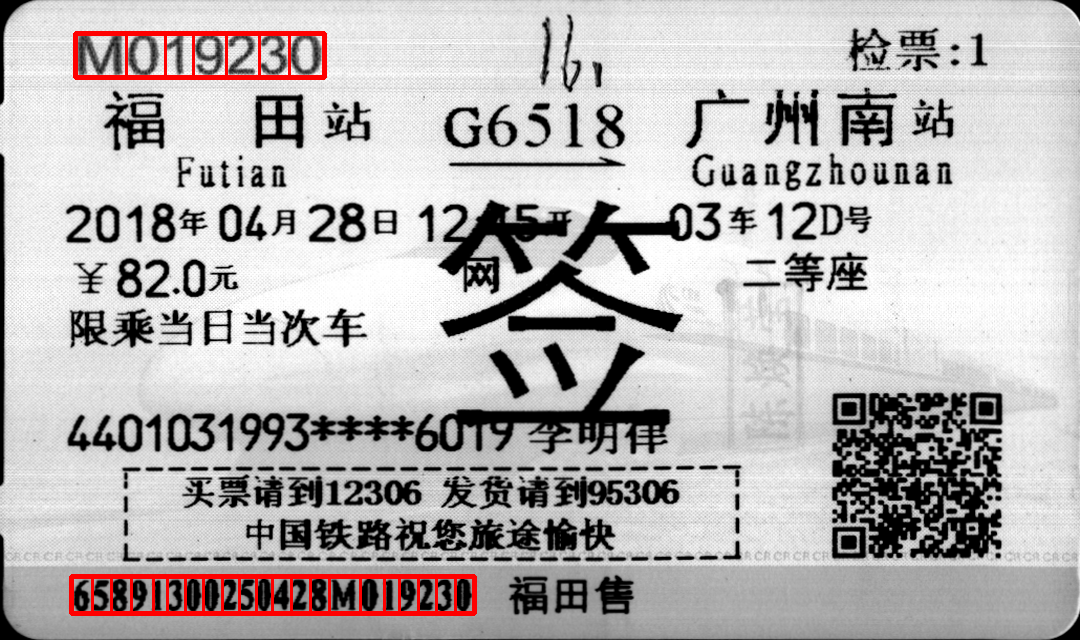 M019230
16,
检票:1
福田站 G6518 广州南站
Futian Guangzhounan
2018年04月28日 12:45开 03车12D号
¥82.0元 网 二等座
限乘当日当次车
签
4401031993****6019 李明律
买票请到12306 发货请到95306
中国铁路祝您旅途愉快
65891300250428M019230 福田售